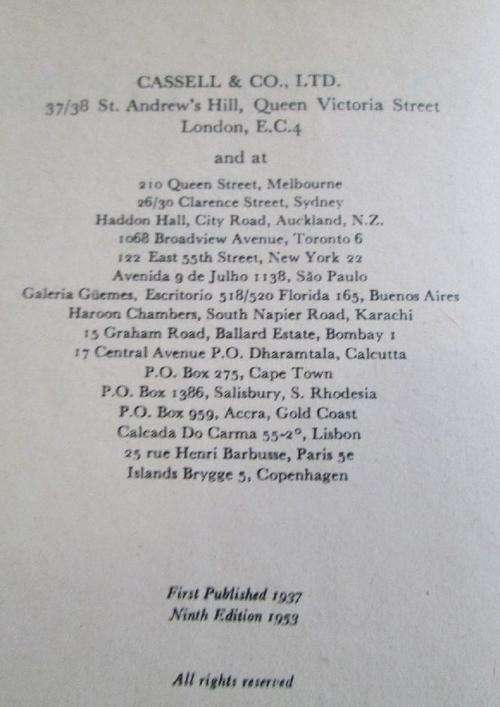 CASSELL & CO., LTD.
37/38 St. Andrew's Hill, Queen Victoria Street
London, E.C.4
and at
210 Queen Street, Melbourne
26/30 Clarence Street, Sydney
Haddon Hall, City Road, Auckland, N.Z.
1068 Broadview Avenue, Toronto 6
122 East 55th Street, New York 22
Avenida 9 de Julho 1138, São Paulo
Galeria Güemes, Escritorio 518/520 Florida 165, Buenos Aires
Haroon Chambers, South Napier Road, Karachi
15 Graham Road, Ballard Estate, Bombay 1
17 Central Avenue P.O. Dharamtala, Calcutta
P.O. Box 275, Cape Town
P.O. Box 1386, Salisbury, S. Rhodesia
P.O. Box 959, Accra, Gold Coast
Calcada Do Carma 55-2°, Lisbon
25 rue Henri Barbusse, Paris 5e
Islands Brygge 5, Copenhagen
First Published 1937
Ninth Edition 1953
All rights reserved